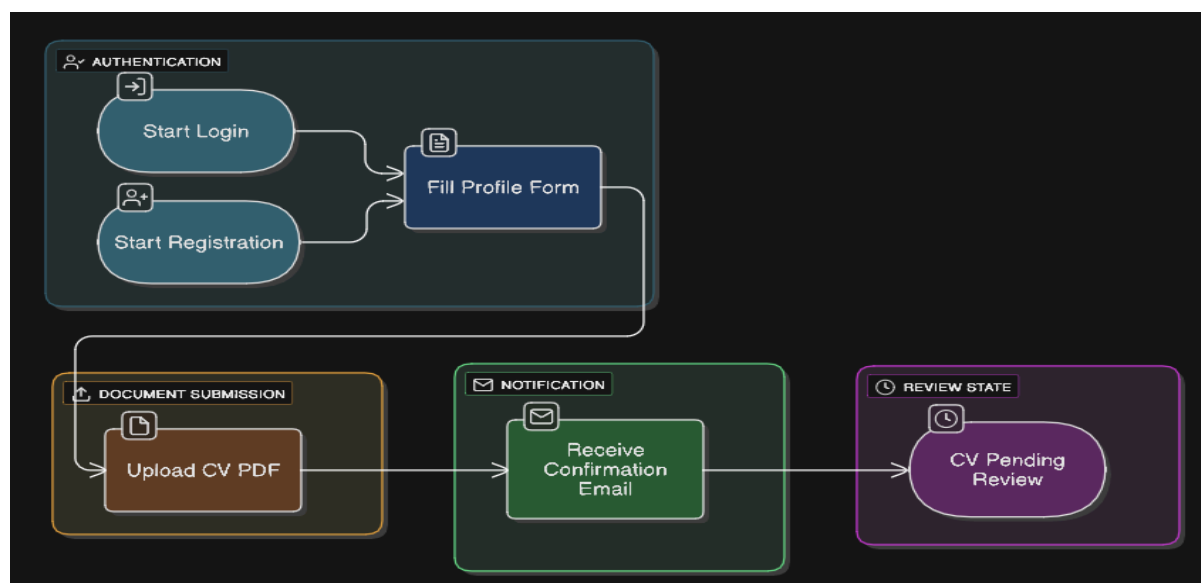 AUTHENTICATION
Start Login
Fill Profile Form
Start Registration
DOCUMENT SUBMISSION
Upload CV PDF
NOTIFICATION
Receive
Confirmation
Email
REVIEW STATE
CV Pending
Review